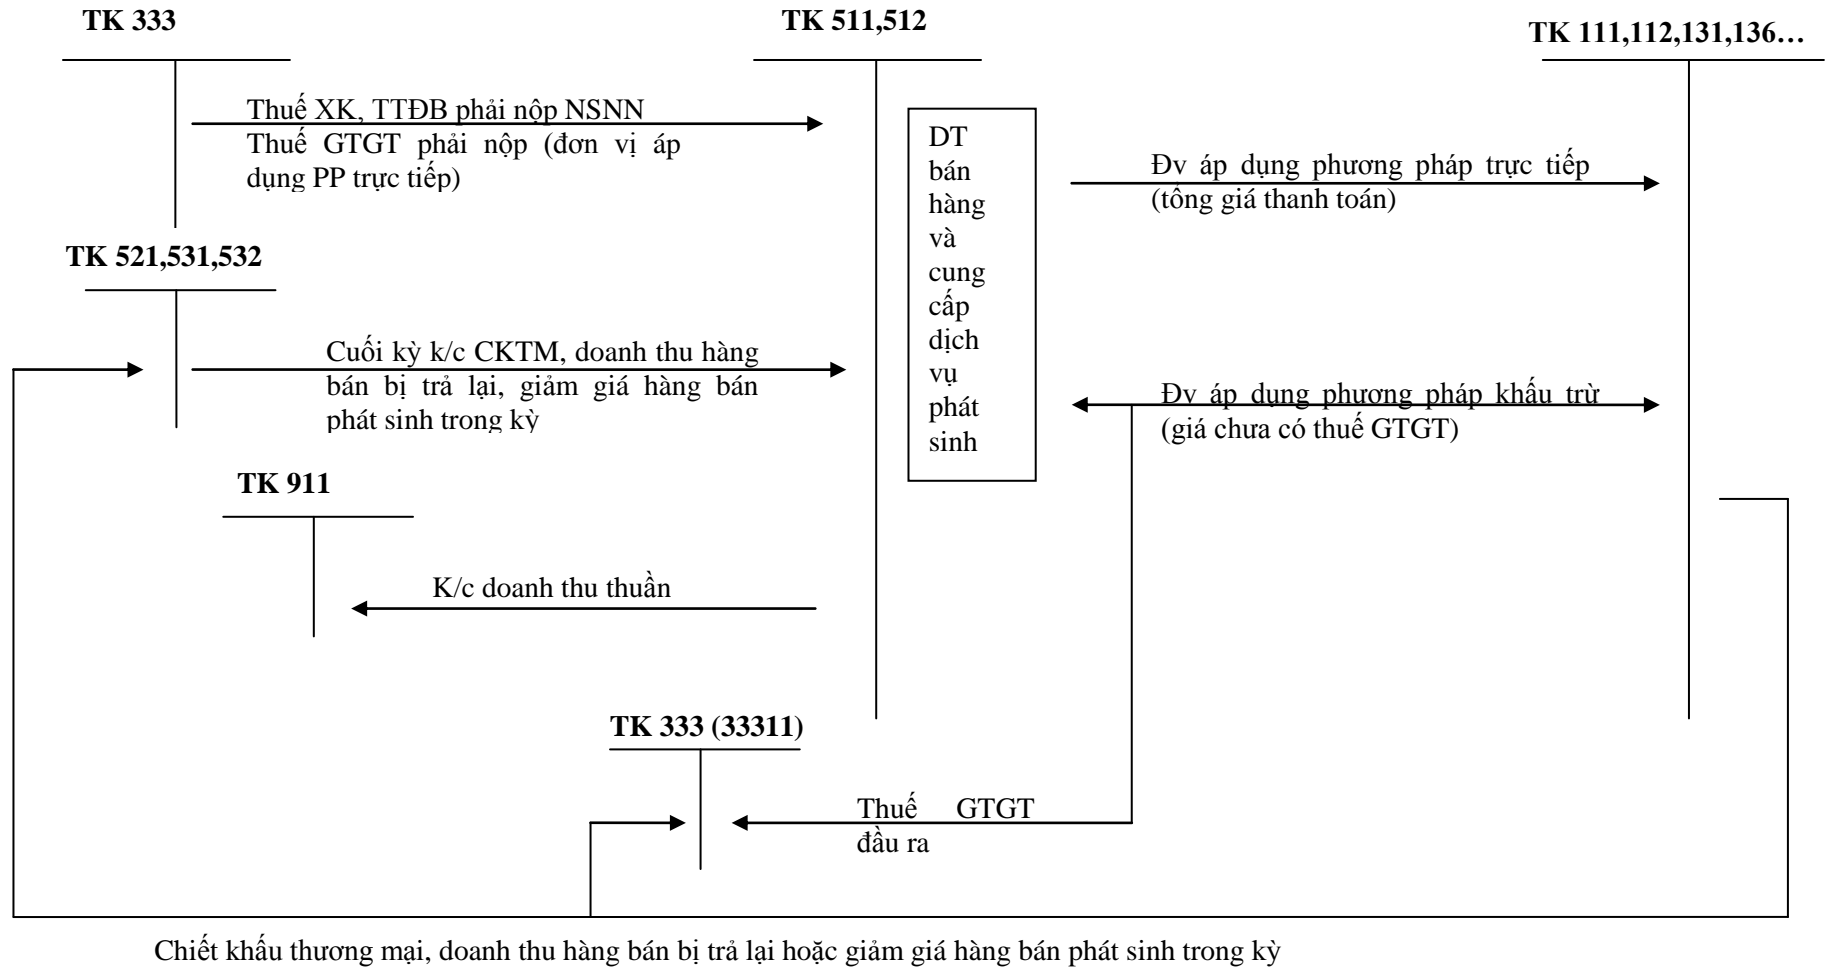 TK 333
TK 511,512
TK 111,112,131,136…
Thuế XK, TTĐB phải nộp NSNN
Thuế GTGT phải nộp (đơn vị áp
dụng PP trực tiếp)
DT
bán
hàng
và
cung
cấp
dịch
vụ
phát
sinh
Đv áp dụng phương pháp trực tiếp
(tổng giá thanh toán)
TK 521,531,532
Cuối kỳ k/c CKTM, doanh thu hàng
bán bị trả lại, giảm giá hàng bán
phát sinh trong kỳ
Đv áp dụng phương pháp khấu trừ
(giá chưa có thuế GTGT)
TK 911
K/c doanh thu thuần
TK 333 (33311)
Thuế GTGT
đầu ra
Chiết khấu thương mại, doanh thu hàng bán bị trả lại hoặc giảm giá hàng bán phát sinh trong kỳ